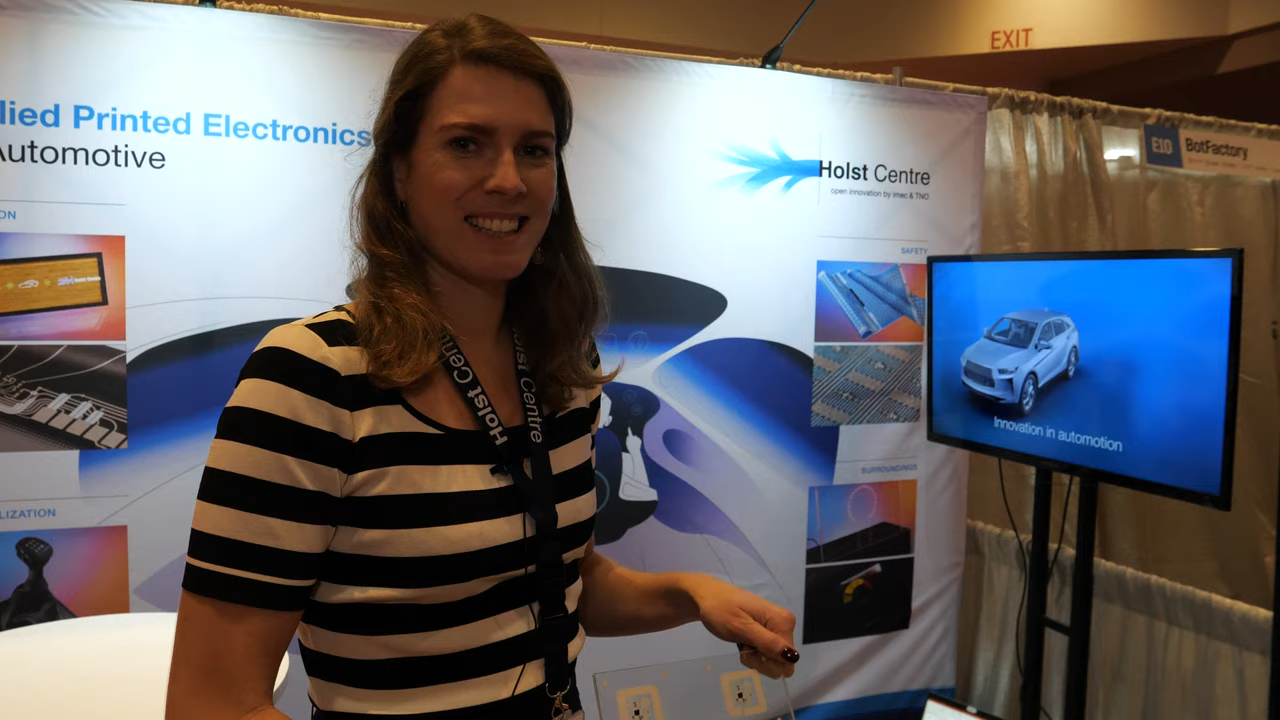 EXIT
lied Printed Electronics
Automotive
Holst Centre
open innovation by imec & TNO
E10
BotFactory
ON
SAFETY
Holst Centre
Holst Centre
Innovation in automotion
SURROUNDINGS
LIZATION